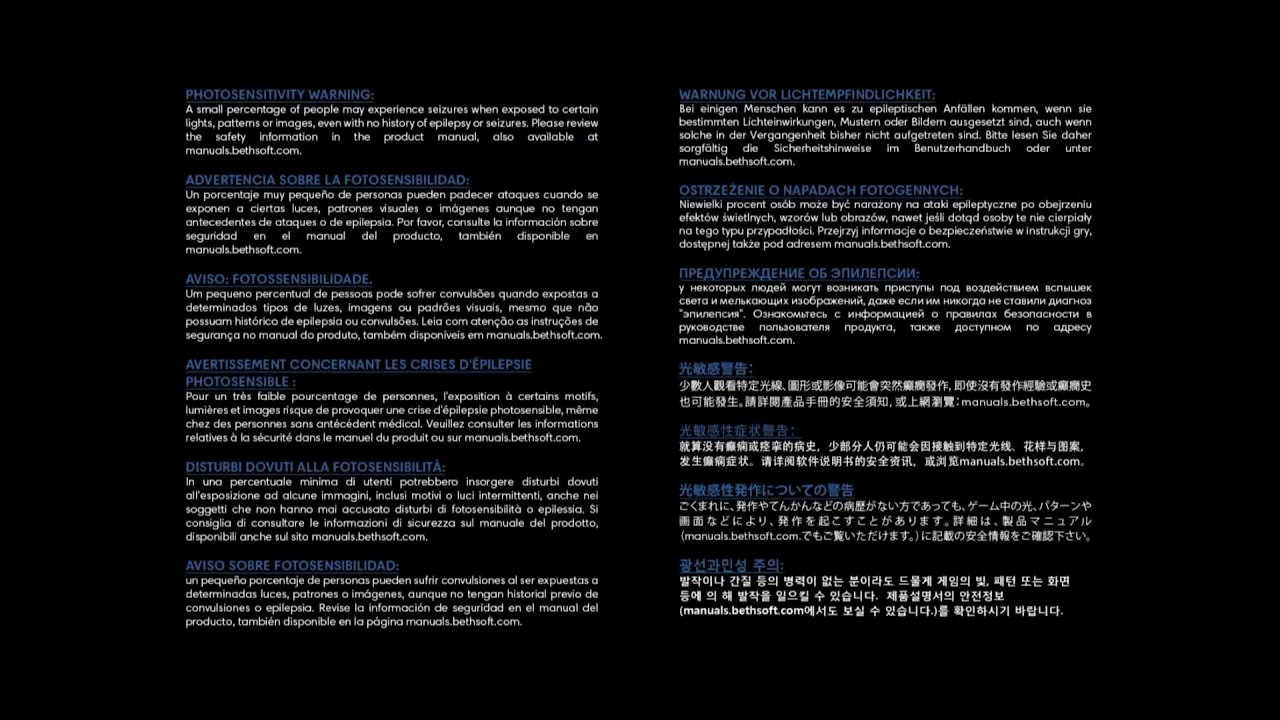 PHOTOSENSITIVITY WARNING:
A small percentage of people may experience seizures when exposed to certain
lights, patterns or images, even with no history of epilepsy or seizures. Please review
the safety information in the product manual, also available at
manuals.bethsoft.com.
ADVERTENCIA SOBRE LA FOTOSENSIBILIDAD:
Un porcentaje muy pequeño de personas pueden padecer ataques cuando se
exponen a ciertas luces, patrones visuales o imágenes aunque no tengan
antecedentes de ataques o de epilepsia. Por favor, consulte la información sobre
seguridad en el manual del producto, también disponible en
manuals.bethsoft.com.
AVISO: FOTOSSENSIBILIDADE.
Um pequeno percentual de pessoas pode sofrer convulsões quando expostas a
determinados tipos de luzes, imagens ou padrões visuais, mesmo que não
possuam histórico de epilepsia ou convulsões. Leia com atenção as instruções de
segurança no manual do produto, também disponíveis em manuals.bethsoft.com.
AVERTISSEMENT CONCERNANT LES CRISES D'ÉPILEPSIE
PHOTOSENSIBLE :
Pour un très faible pourcentage de personnes, l'exposition à certains motifs,
lumières et images risque de provoquer une crise d'épilepsie photosensible, même
chez des personnes sans antécédent médical. Veuillez consulter les informations
relatives à la sécurité dans le manuel du produit ou sur manuals.bethsoft.com.
DISTURBI DOVUTI ALLA FOTOSENSIBILITÀ:
In una percentuale minima di utenti potrebbero insorgere disturbi dovuti
all'esposizione ad alcune immagini, inclusi motivi o luci intermittenti, anche nei
soggetti che non hanno mai accusato disturbi di fotosensibilità o epilessia. Si
consiglia di consultare le informazioni di sicurezza sul manuale del prodotto,
disponibili anche sul sito manuals.bethsoft.com.
AVISO SOBRE FOTOSENSIBILIDAD:
un pequeño porcentaje de personas pueden sufrir convulsiones al ser expuestas a
determinadas luces, patrones o imágenes, aunque no tengan historial previo de
convulsiones o epilepsia. Revise la información de seguridad en el manual del
producto, también disponible en la página manuals.bethsoft.com.
WARNUNG VOR LICHTEMPFINDLICHKEIT:
Bei einigen Menschen kann es zu epileptischen Anfällen kommen, wenn sie
bestimmten Lichteinwirkungen, Mustern oder Bildern ausgesetzt sind, auch wenn
solche in der Vergangenheit bisher nicht aufgetreten sind. Bitte lesen Sie daher
sorgfältig die Sicherheitshinweise im Benutzerhandbuch oder unter
manuals.bethsoft.com.
OSTRZEŻENIE O NAPADACH FOTOGENNYCH:
Niewielki procent osób może być narażony na ataki epileptyczne po obejrzeniu
efektów świetlnych, wzorów lub obrazów, nawet jeśli dotąd osoby te nie cierpiały
na tego typu przypadłości. Przejrzyj informacje o bezpieczeństwie w instrukcji gry,
dostępnej także pod adresem manuals.bethsoft.com.
ПРЕДУПРЕЖДЕНИЕ ОБ ЭПИЛЕПСИИ:
у некоторых людей могут возникать приступы под воздействием вспышек
света и мелькающих изображений, даже если им никогда не ставили диагноз
"эпилепсия". Ознакомьтесь с информацией о правилах безопасности в
руководстве пользователя продукта, также доступном по адресу
manuals.bethsoft.com.
光敏感警告：
少數人觀看特定光線、圖形或影像可能會突然癲癇發作，即使沒有發作經驗或癲癇史
也可能發生。請詳閱產品手冊的安全須知，或上網瀏覽：manuals.bethsoft.com。
光敏感性症状警告：
就算没有癫痫或痉挛的病史，少部分人仍可能会因接触到特定光线、花样与图案，
发生癫痫症状。请详阅软件说明书的安全资讯，或浏览manuals.bethsoft.com。
光敏感性発作についての警告
ごくまれに、発作やてんかんなどの病歴がない方であっても、ゲーム中の光、パターンや
画面などにより、発作を起こすことがあります。詳細は、製品マニュアル
（manuals.bethsoft.comでもご覧いただけます。）に記載の安全情報をご確認下さい。
광선과민성 주의:
발작이나 간질 등의 병력이 없는 분이라도 드물게 게임의 빛, 패턴 또는 화면
등에 의 해 발작을 일으킬 수 있습니다. 제품설명서의 안전정보
(manuals.bethsoft.com에서도 보실 수 있습니다.)를 확인하시기 바랍니다.